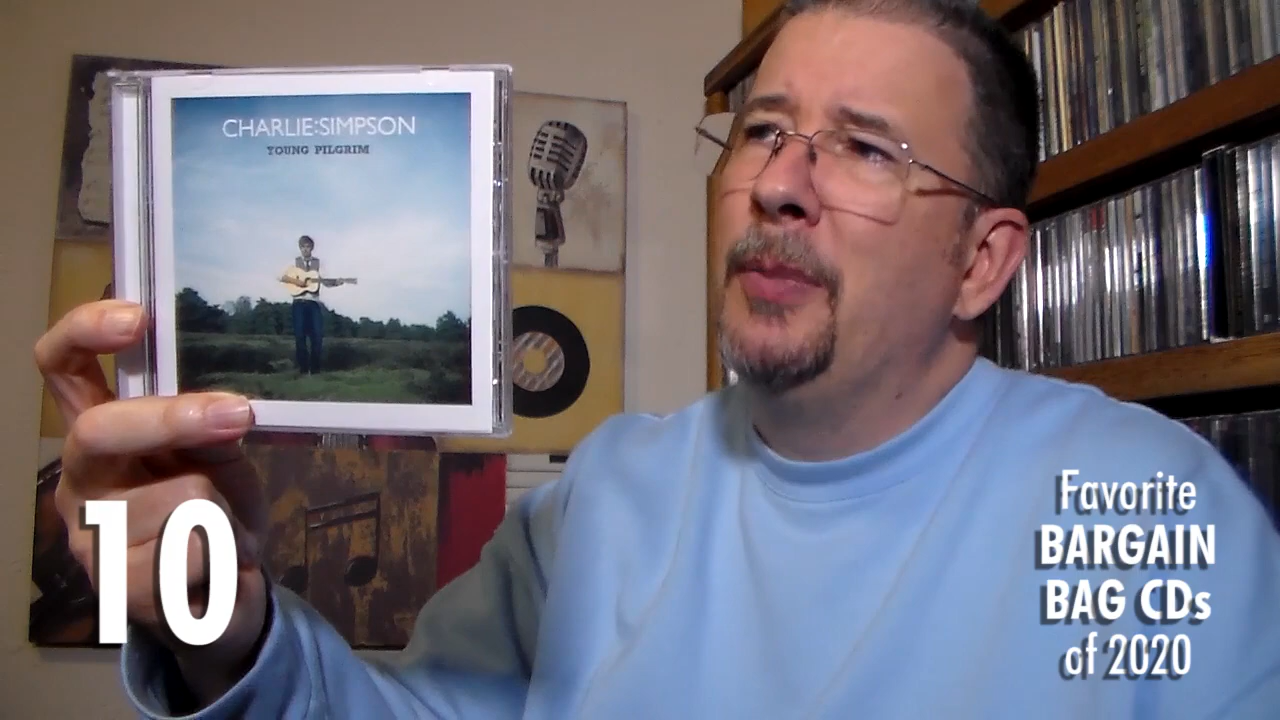 CHARLIE:SIMPSON
YOUNG PILGRIM
10
Favorite
BARGAIN
BAG CDs
of 2020